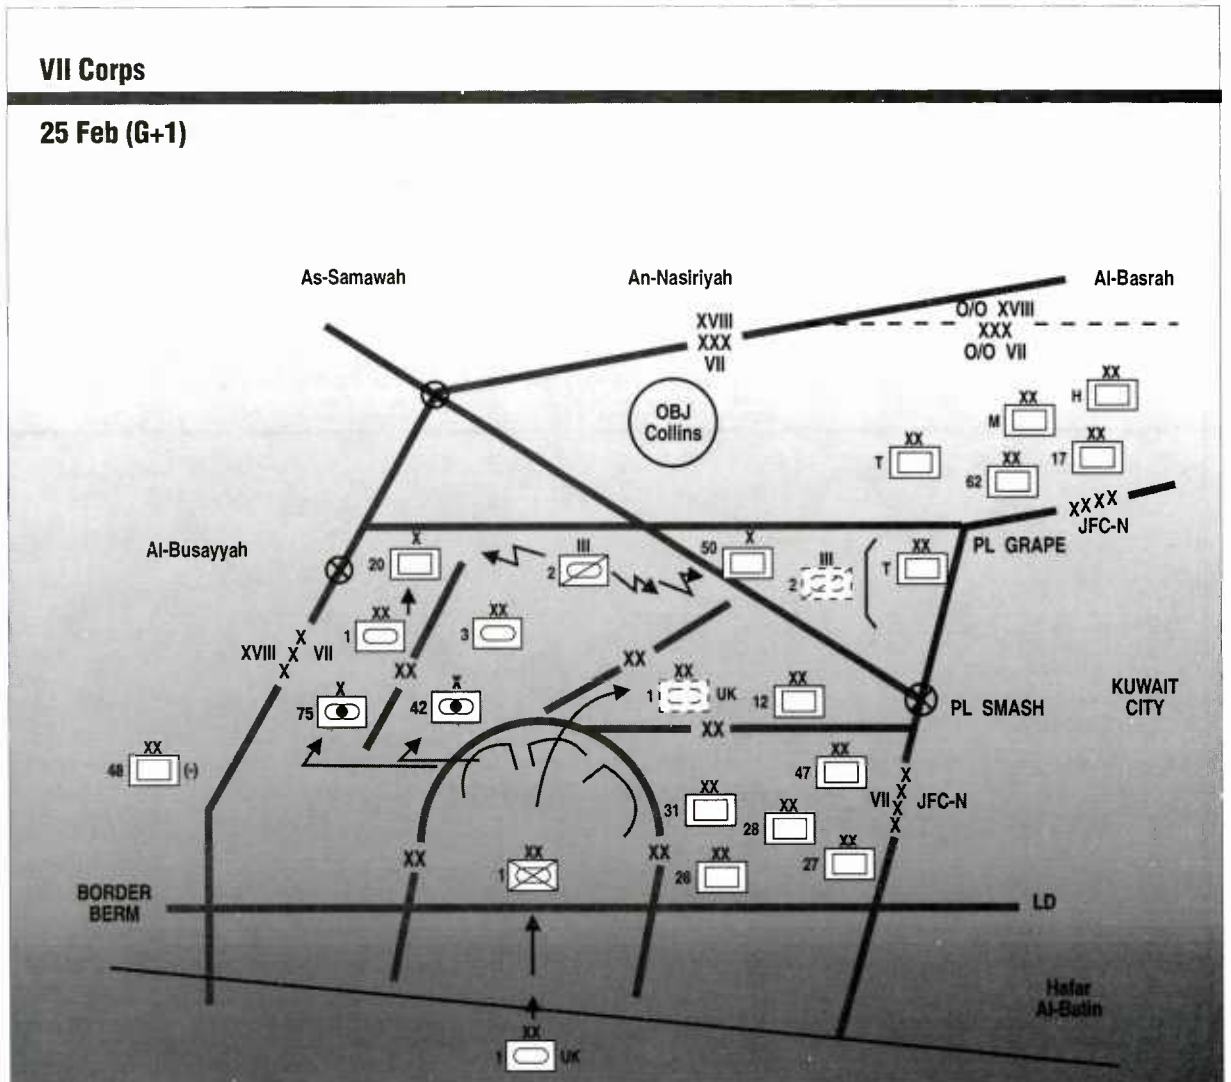 VII Corps
25 Feb (G+1)
As-Samawah
An-Nasiriyah
Al-Basrah
XVIII
XXX
VII
O/O XVIII
XXX
O/O VII
OBJ
Collins
XX
H
XX
M
XX
T
XX
17
XX
62
XXXX
JFC-N
PL GRAPE
Al-Busayyah
X
20
III
2
X
50
III
2
XX
T
XX
1
XX
3
XVIII
X
X
X
VII
XX
XX
XX
1
UK
XX
12
PL SMASH
KUWAIT
CITY
X
75
X
42
XX
XX
48
(-)
XX
47
VII
X
X
X
X
JFC-N
XX
31
XX
28
XX
27
XX
XX
1
XX
XX
26
BORDER
BERM
LD
Hafar
Al-Batin
XX
1
UK